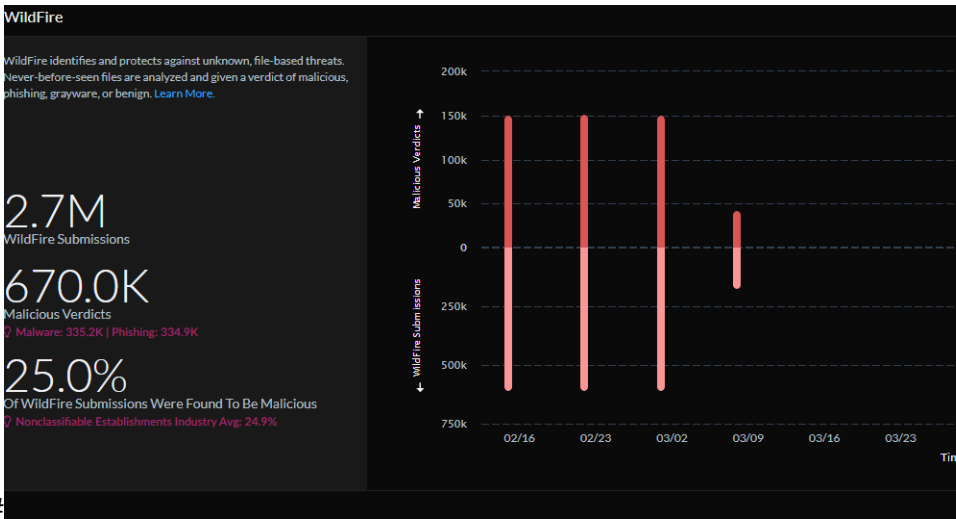 WildFire
WildFire identifies and protects against unknown, file-based threats.
Never-before-seen files are analyzed and given a verdict of malicious,
phishing, grayware, or benign. Learn More.
2.7M
WildFire Submissions
670.0K
Malicious Verdicts
Malware: 335.2K | Phishing: 334.9K
25.0%
Of WildFire Submissions Were Found To Be Malicious
Nonclassifiable Establishments Industry Avg: 24.9%
Malicious Verdicts →
← WildFire Submissions
200k
150k
100k
50k
0
250k
500k
750k
02/16 02/23 03/02 03/09 03/16 03/23